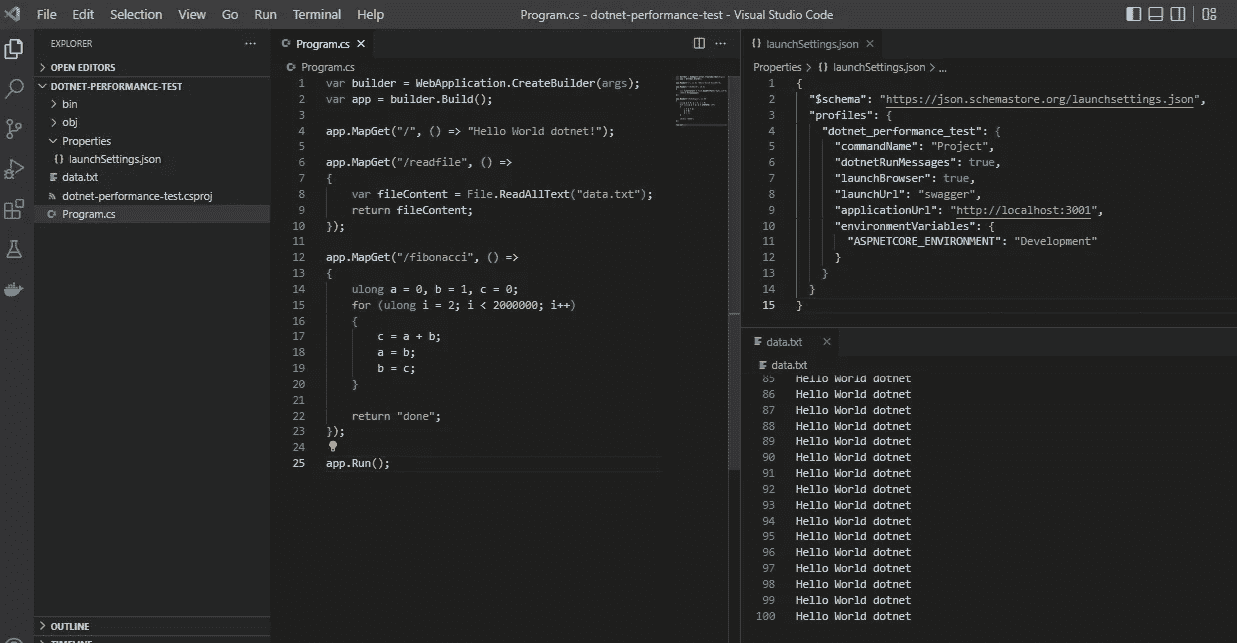 File Edit Selection View Go Run Terminal Help
Program.cs - dotnet-performance-test - Visual Studio Code
EXPLORER
OPEN EDITORS
DOTNET-PERFORMANCE-TEST
bin
obj
Properties
{} launchSettings.json
data.txt
dotnet-performance-test.csproj
Program.cs
OUTLINE
TIMELINE
Program.cs
Program.cs
1 var builder = WebApplication.CreateBuilder(args);
2 var app = builder.Build();
3
4 app.MapGet("/", () => "Hello World dotnet!");
5
6 app.MapGet("/readfile", () =>
7 {
8     var fileContent = File.ReadAllText("data.txt");
9     return fileContent;
10 });
11
12 app.MapGet("/fibonacci", () =>
13 {
14     ulong a = 0, b = 1, c = 0;
15     for (ulong i = 2; i < 2000000; i++)
16     {
17         c = a + b;
18         a = b;
19         b = c;
20     }
21
22     return "done";
23 });
24
25 app.Run();
{} launchSettings.json
Properties > {} launchSettings.json > ...
1 {
2   "$schema": "https://json.schemastore.org/launchsettings.json",
3   "profiles": {
4     "dotnet_performance_test": {
5       "commandName": "Project",
6       "dotnetRunMessages": true,
7       "launchBrowser": true,
8       "launchUrl": "swagger",
9       "applicationUrl": "http://localhost:3001",
10       "environmentVariables": {
11         "ASPNETCORE_ENVIRONMENT": "Development"
12       }
13     }
14   }
15 }
data.txt
data.txt
85 Hello World dotnet
86 Hello World dotnet
87 Hello World dotnet
88 Hello World dotnet
89 Hello World dotnet
90 Hello World dotnet
91 Hello World dotnet
92 Hello World dotnet
93 Hello World dotnet
94 Hello World dotnet
95 Hello World dotnet
96 Hello World dotnet
97 Hello World dotnet
98 Hello World dotnet
99 Hello World dotnet
100 Hello World dotnet